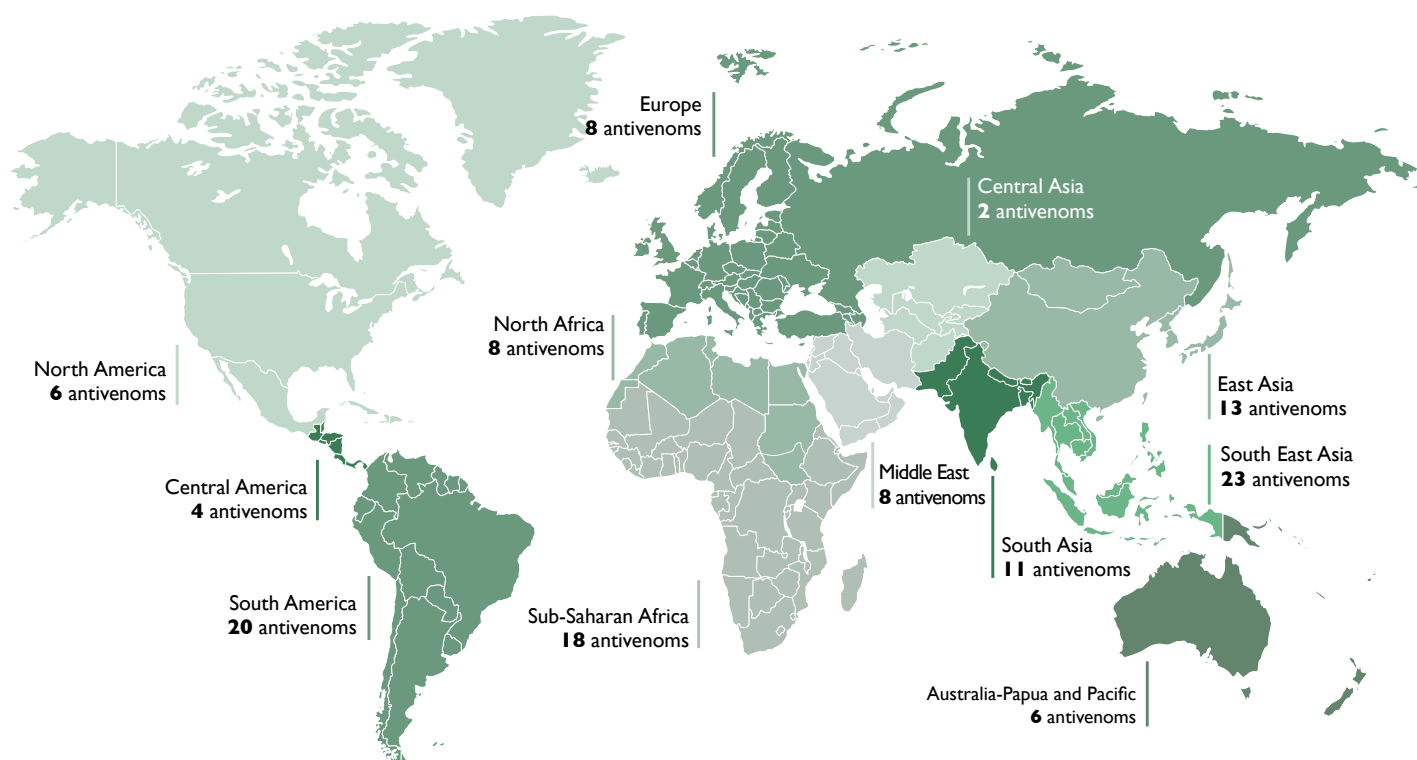 Europe
8 antivenoms
Central Asia
2 antivenoms
North Africa
8 antivenoms
North America
6 antivenoms
East Asia
13 antivenoms
South East Asia
23 antivenoms
Middle East
8 antivenoms
Central America
4 antivenoms
South Asia
11 antivenoms
South America
20 antivenoms
Sub-Saharan Africa
18 antivenoms
Australia-Papua and Pacific
6 antivenoms